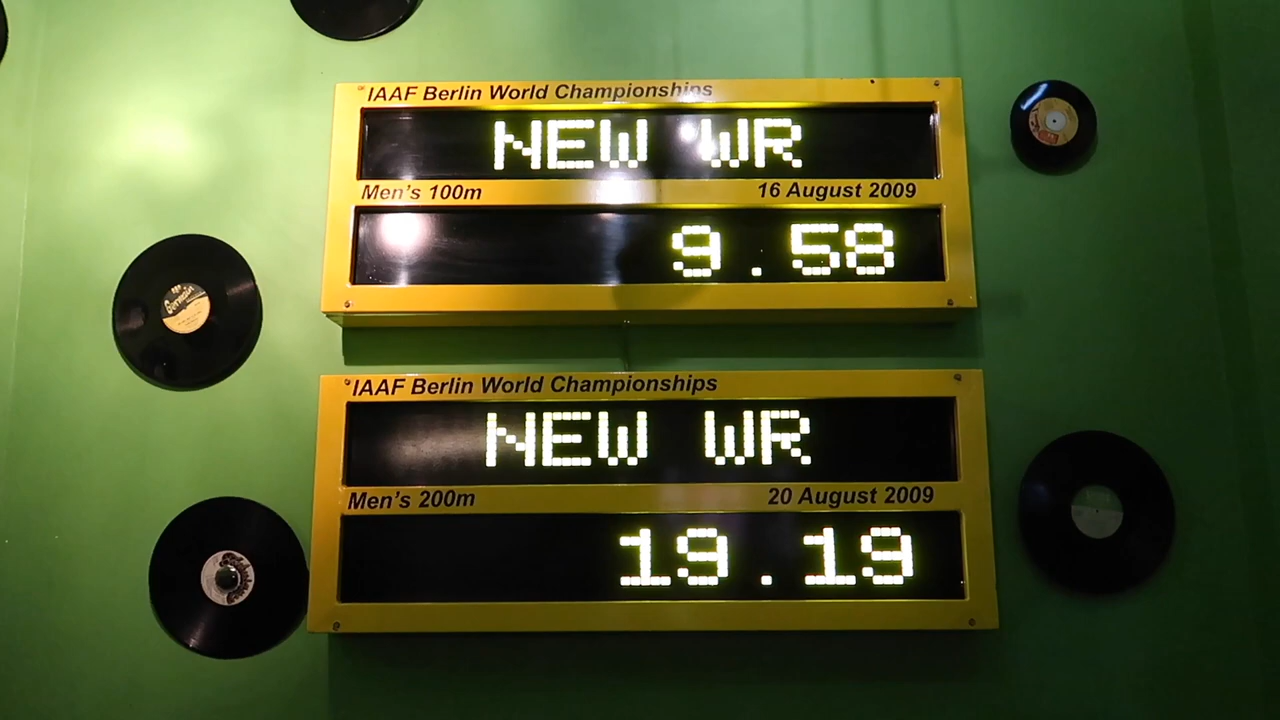 IAAF Berlin World Championships
NEW WR
Men's 100m 16 August 2009
9.58
IAAF Berlin World Championships
NEW WR
Men's 200m 20 August 2009
19.19